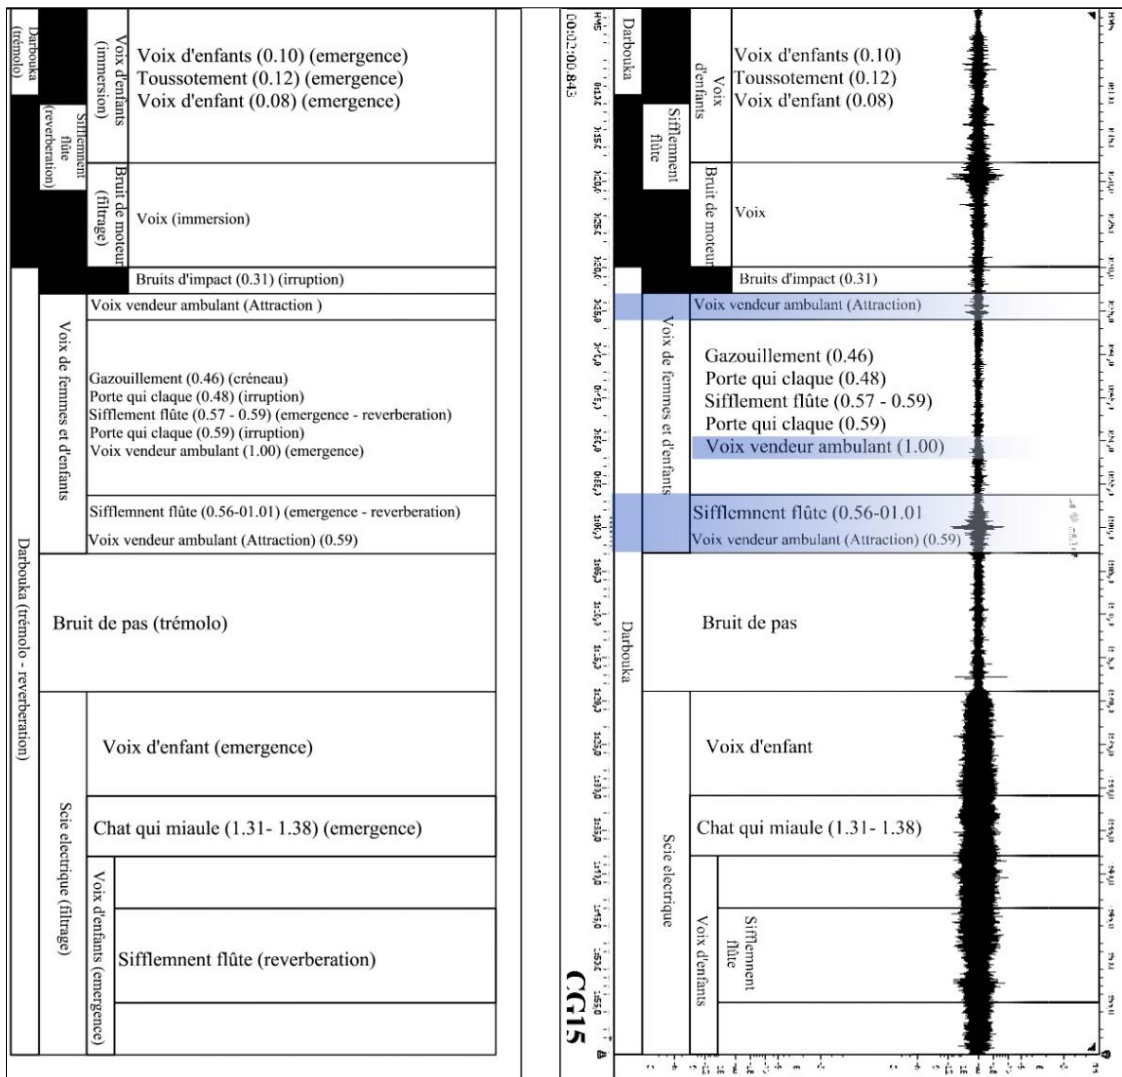 Darbouka
(trémolo)
Voix d'enfants
(immersion)
Voix d'enfants (0.10) (emergence)
Toussotement (0.12) (emergence)
Voix d'enfant (0.08) (emergence)
Sifflemnent
flûte
(reverberation)
Bruit de moteur
(filtrage)
Voix (immersion)
Bruits d'impact (0.31) (irruption)
Voix vendeur ambulant (Attraction )
Voix de femmes et d'enfants
Gazouillement (0.46) (créneau)
Porte qui claque (0.48) (irruption)
Sifflement flûte (0.57 - 0.59) (emergence - reverberation)
Porte qui claque (0.59) (irruption)
Voix vendeur ambulant (1.00) (emergence)
Sifflemnent flûte (0.56-01.01) (emergence - reverberation)
Voix vendeur ambulant (Attraction) (0.59)
Darbouka (trémolo - reverberation)
Bruit de pas (trémolo)
Scie electrique (filtrage)
Voix d'enfant (emergence)
Chat qui miaule (1.31- 1.38) (emergence)
Voix d'enfants (emergence)
Sifflemnent flûte (reverberation)
00:02:00.843
CG15
Darbouka
Voix
d'enfants
Voix d'enfants (0.10)
Toussotement (0.12)
Voix d'enfant (0.08)
Sifflemnent
flûte
Bruit de moteur
Voix
Bruits d'impact (0.31)
Voix vendeur ambulant (Attraction)
Voix de femmes et d'enfants
Gazouillement (0.46)
Porte qui claque (0.48)
Sifflement flûte (0.57 - 0.59)
Porte qui claque (0.59)
Voix vendeur ambulant (1.00)
Sifflemnent flûte (0.56-01.01
Voix vendeur ambulant (Attraction) (0.59)
Darbouka
Bruit de pas
Scie electrique
Voix d'enfant
Chat qui miaule (1.31- 1.38)
Voix d'enfants
Sifflemnent
flûte